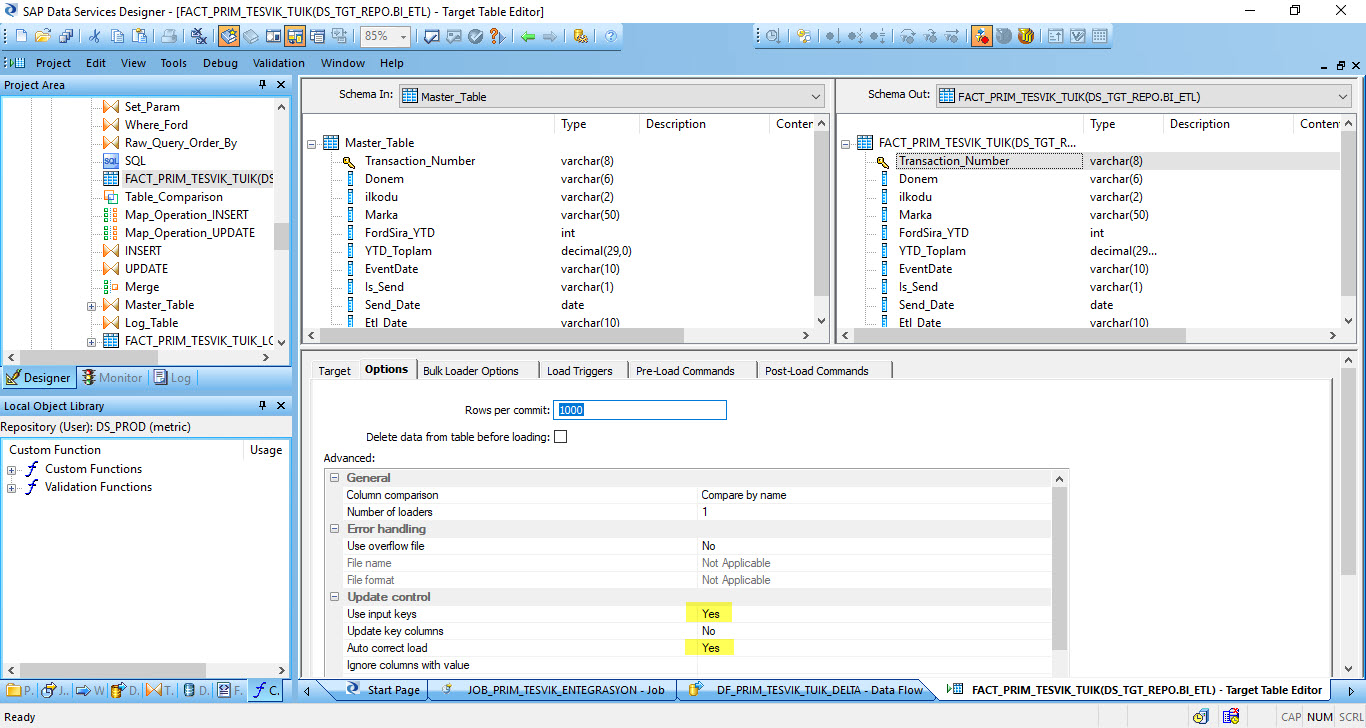 SAP Data Services Designer - [FACT_PRIM_TESVIK_TUIK(DS_TGT_REPO.BI_ETL) - Target Table Editor]
85%
Project Edit View Tools Debug Validation Window Help
Project Area
Set_Param
Where_Ford
Raw_Query_Order_By
SQL SQL
FACT_PRIM_TESVIK_TUIK(DS
Table_Comparison
Map_Operation_INSERT
Map_Operation_UPDATE
INSERT
UPDATE
Merge
Master_Table
Log_Table
FACT_PRIM_TESVIK_TUIK_LO
Designer Monitor Log
Local Object Library
Repository (User): DS_PROD (metric)
Custom Function Usage
Custom Functions
Validation Functions
P. J.. W D. T. D. F. C.
Schema In: Master_Table
Type Description Conter
Master_Table
Transaction_Number varchar(8)
Donem varchar(6)
ilkodu varchar(2)
Marka varchar(50)
FordSira_YTD int
YTD_Toplam decimal(29,0)
EventDate varchar(10)
Is_Send varchar(1)
Send_Date date
Etl_Date varchar(10)
Schema Out: FACT_PRIM_TESVIK_TUIK(DS_TGT_REPO.BI_ETL)
Type Description Conten
FACT_PRIM_TESVIK_TUIK(DS_TGT_R...
Transaction_Number varchar(8)
Donem varchar(6)
ilkodu varchar(2)
Marka varchar(50)
FordSira_YTD int
YTD_Toplam decimal(29...
EventDate varchar(10)
Is_Send varchar(1)
Send_Date date
Etl_Date varchar(10)
Target Options Bulk Loader Options Load Triggers Pre-Load Commands Post-Load Commands
Rows per commit: 1000
Delete data from table before loading:
Advanced:
General
Column comparison Compare by name
Number of loaders 1
Error handling
Use overflow file No
File name Not Applicable
File format Not Applicable
Update control
Use input keys Yes
Update key columns No
Auto correct load Yes
Ignore columns with value
Start Page JOB_PRIM_TESVIK_ENTEGRASYON - Job DF_PRIM_TESVIK_TUIK_DELTA - Data Flow FACT_PRIM_TESVIK_TUIK(DS_TGT_REPO.BI_ETL) - Target Table Editor
Ready CAP NUM SCRL